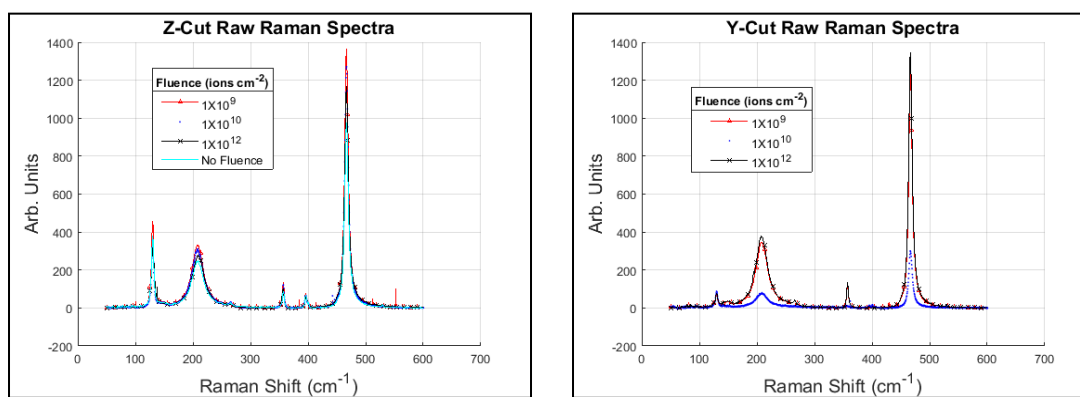 Z-Cut Raw Raman Spectra
1400
1200
1000
800
600
400
200
0
-200
Arb. Units
Fluence (ions cm-2)
1X10^9
1X10^10
1X10^12
No Fluence
0 100 200 300 400 500 600 700
Raman Shift (cm-1)
Y-Cut Raw Raman Spectra
1400
1200
1000
800
600
400
200
0
-200
Arb. Units
Fluence (ions cm-2)
1X10^9
1X10^10
1X10^12
0 100 200 300 400 500 600 700
Raman Shift (cm-1)